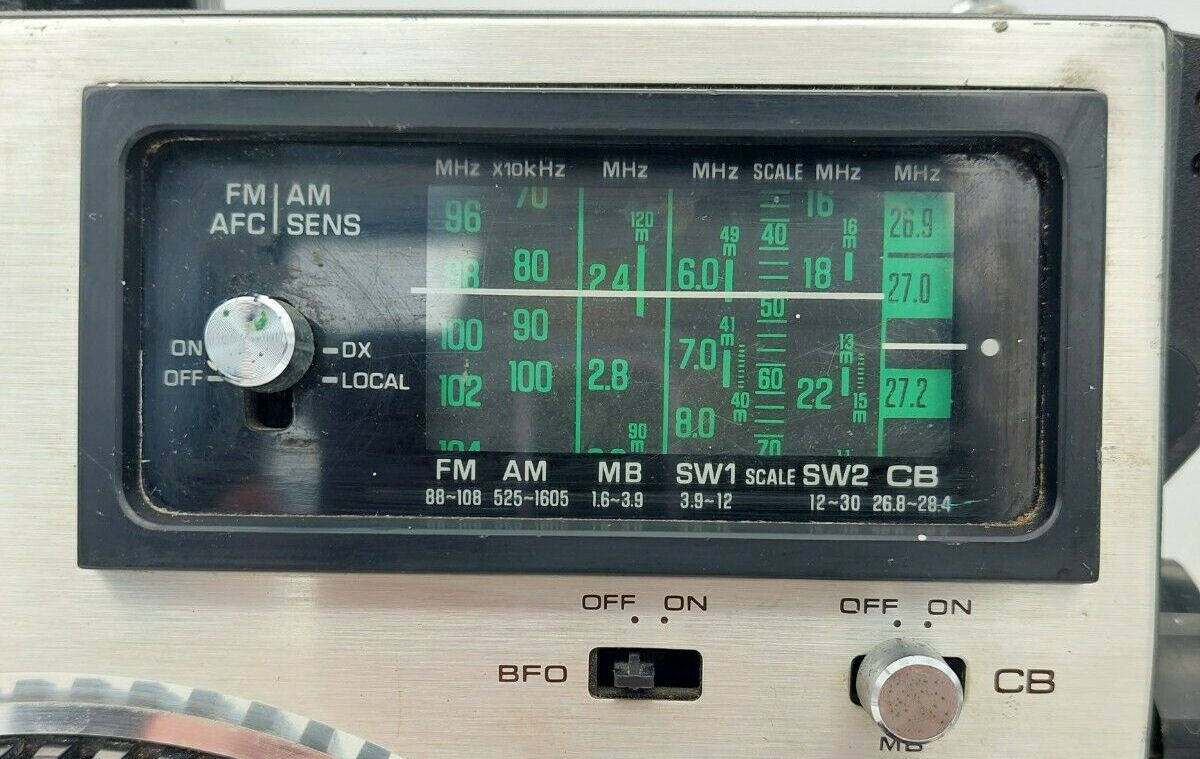 MHz x10kHz MHz MHz SCALE MHz MHz
FM AM
AFC SENS
96 70 120 m 49 m 40 16 16 m 26.9
98 80 2.4 6.0 18 27.0
50
100 90 41 m 13 m
7.0
102 100 2.8 60 22 27.2
40 m 15 m
8.0
104 90 m 70 11
ON DX
OFF LOCAL
FM AM MB SW1 SCALE SW2 CB
88~108 525~1605 1.6~3.9 3.9~12 12~30 26.8~28.4
OFF ON OFF ON
BFO CB
MB